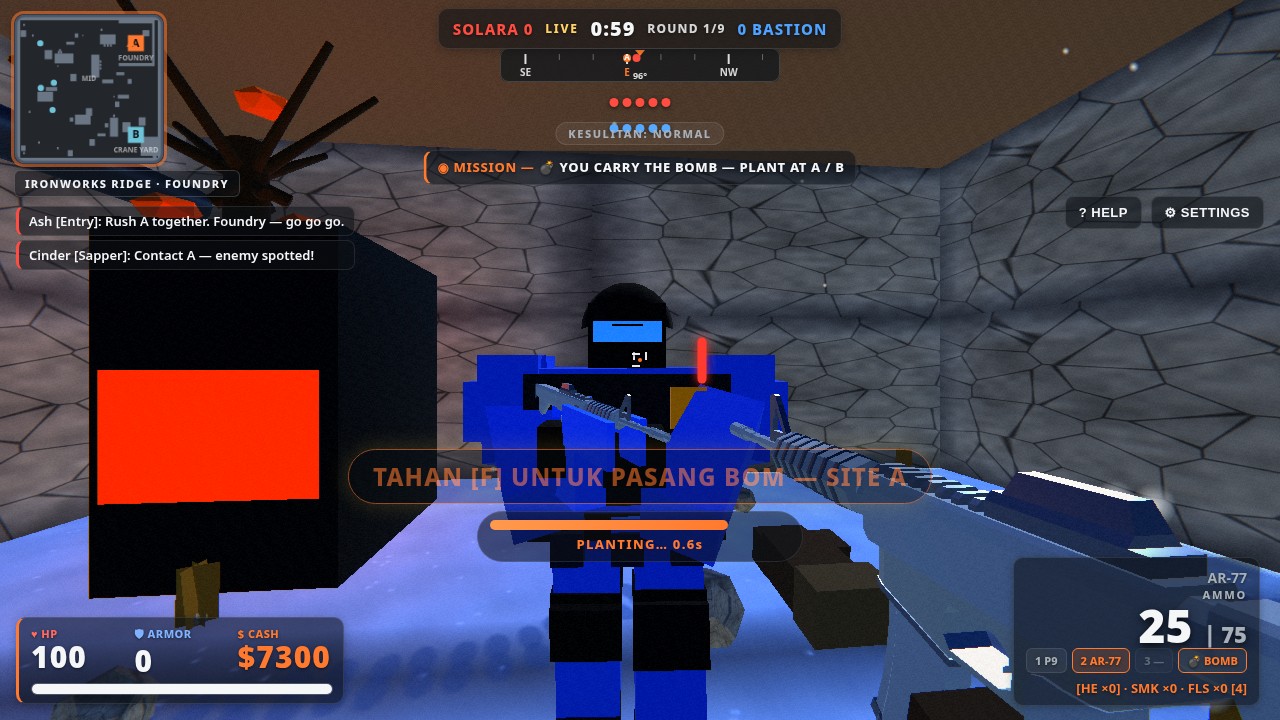 SOLARA 0 LIVE 0:59 ROUND 1/9 0 BASTION
SE E 96° NW
A
FOUNDRY
MID
B
CRANE YARD
KESULITAN: NORMAL
MISSION — YOU CARRY THE BOMB — PLANT AT A / B
IRONWORKS RIDGE · FOUNDRY
? HELP
SETTINGS
Ash [Entry]: Rush A together. Foundry — go go go.
Cinder [Sapper]: Contact A — enemy spotted!
TAHAN [F] UNTUK PASANG BOM — SITE A
PLANTING... 0.6s
HP ARMOR $ CASH
100 0 $7300
AR-77
AMMO
25 | 75
1 P9 2 AR-77 3 — BOMB
[HE ×0] · SMK ×0 · FLS ×0 [4]